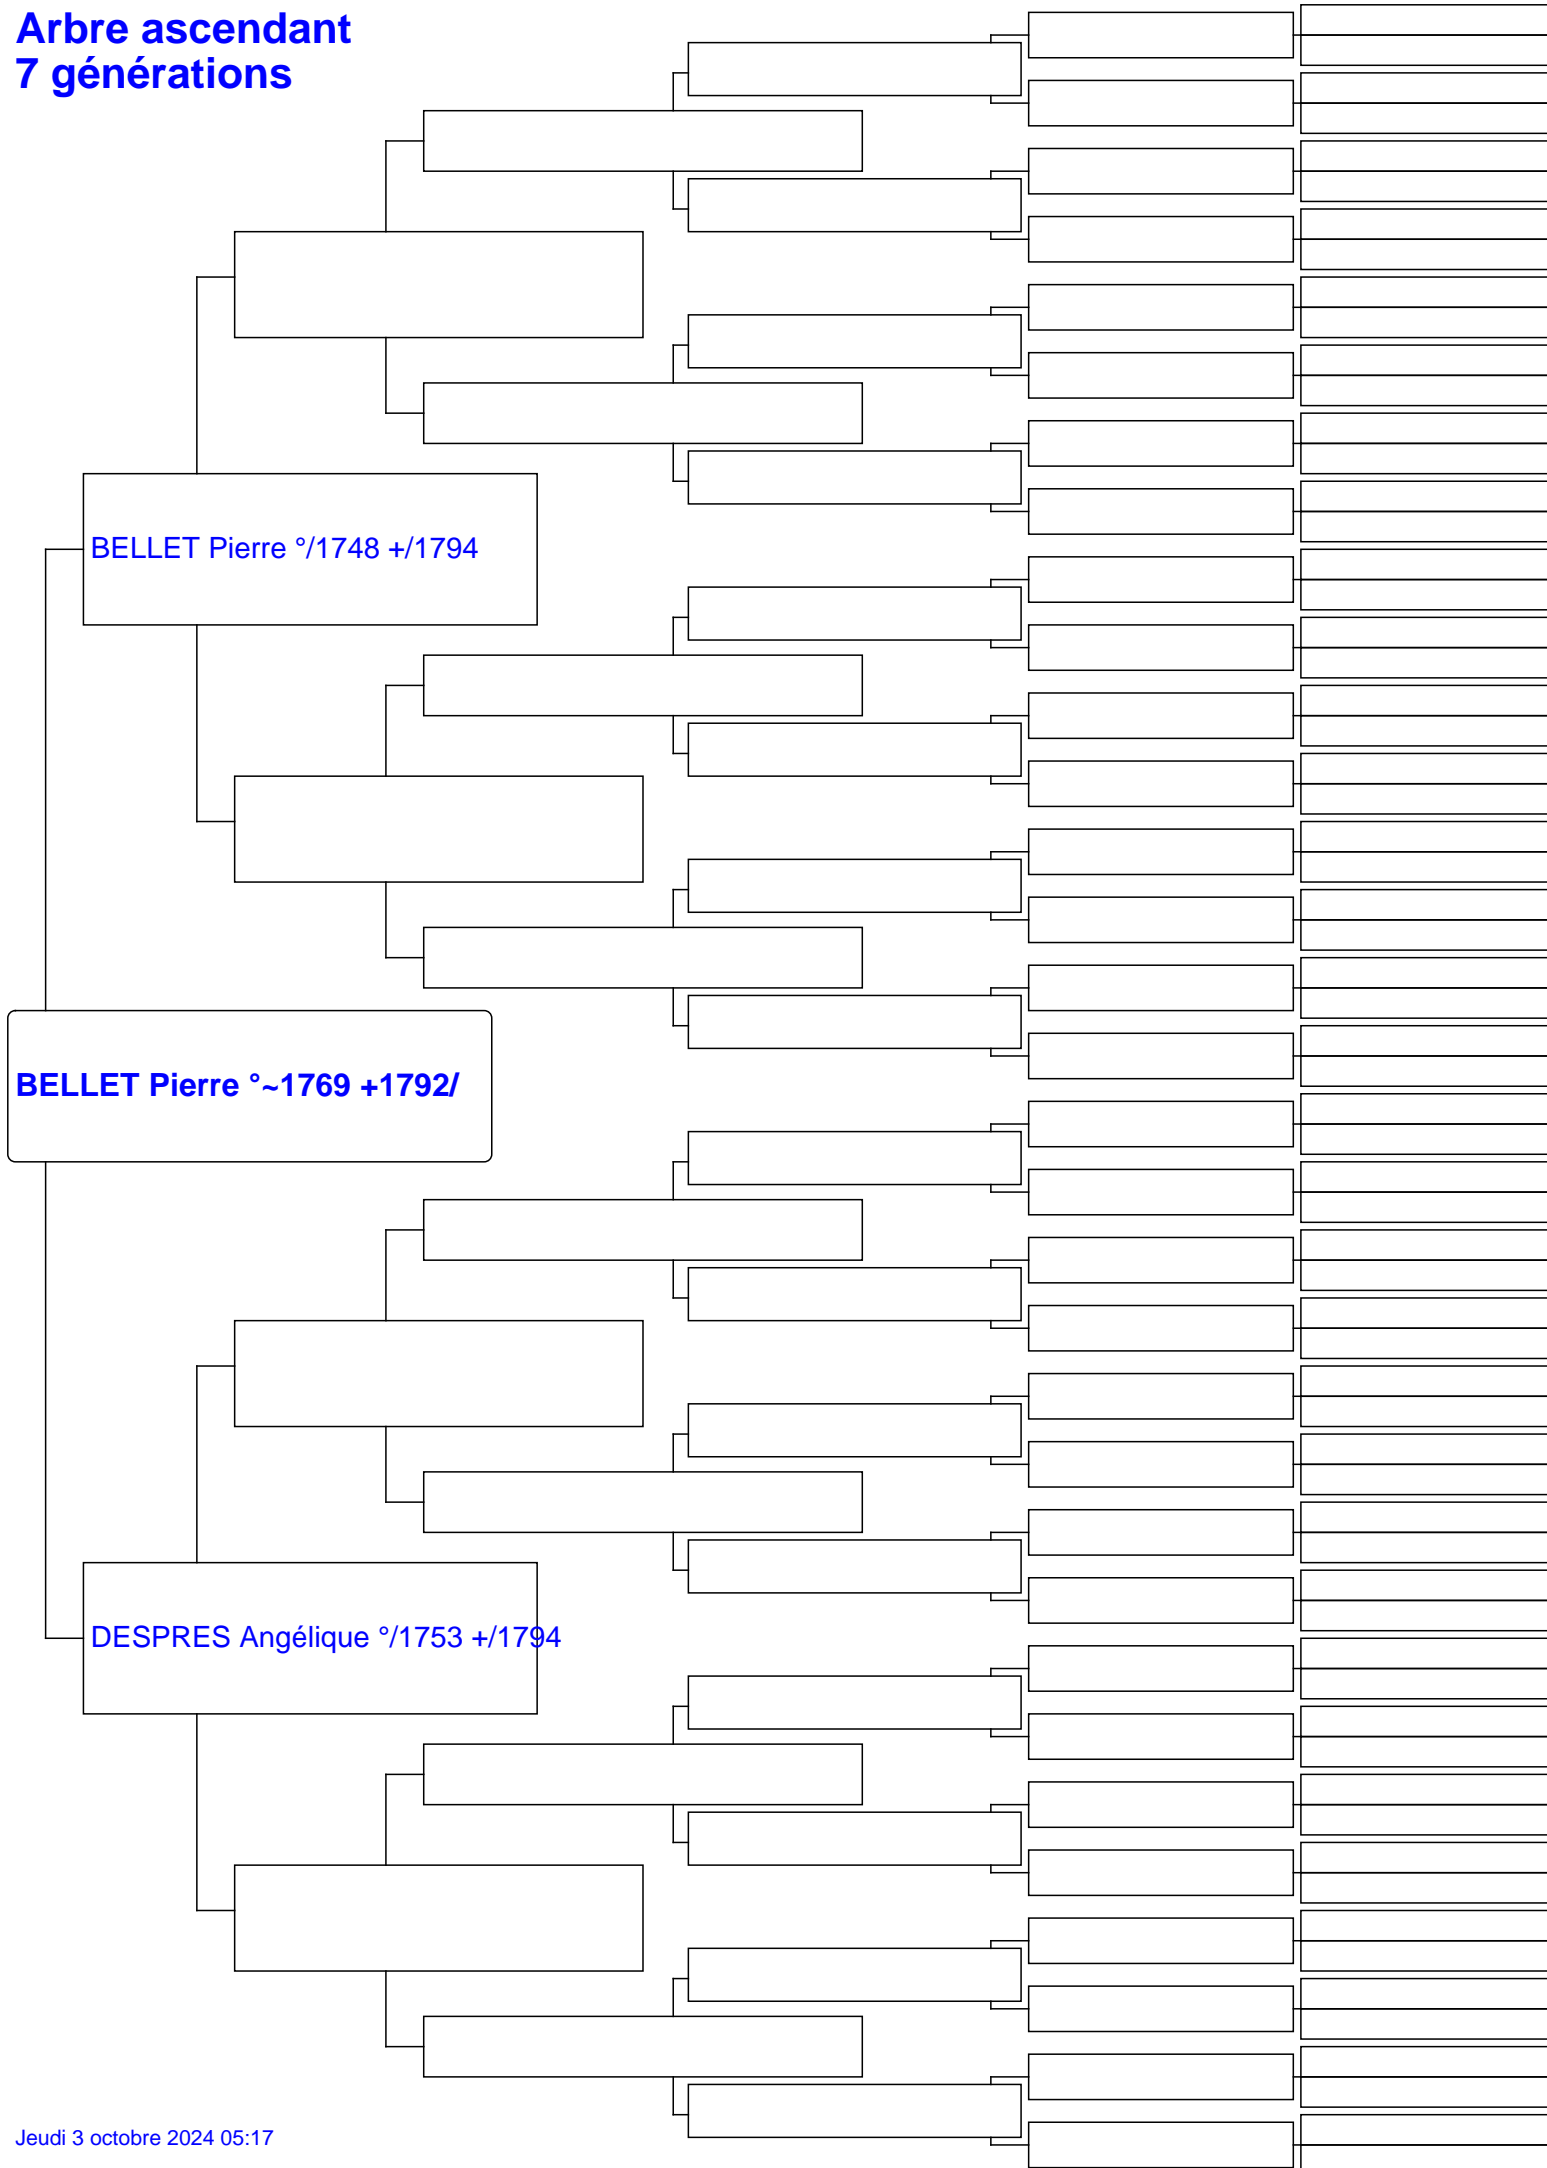 Arbre ascendant
7 générations
BELLET Pierre °/1748 +/1794
BELLET Pierre °~1769 +1792/
DESPRES Angélique °/1753 +/1794
Jeudi 3 octobre 2024 05:17